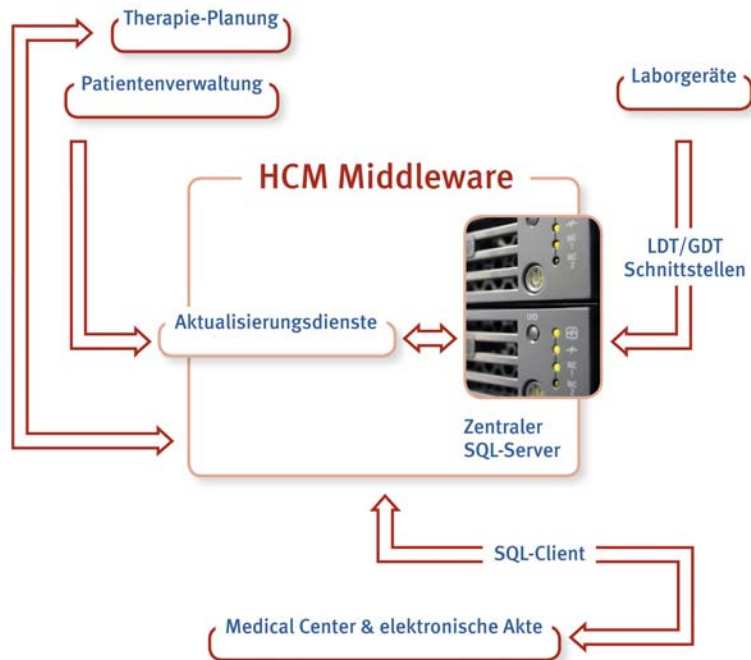 Therapie-Planung
Patientenverwaltung
Laborgeräte
HCM Middleware
LDT/GDT
Schnittstellen
Aktualisierungsdienste
Zentraler
SQL-Server
SQL-Client
Medical Center & elektronische Akte